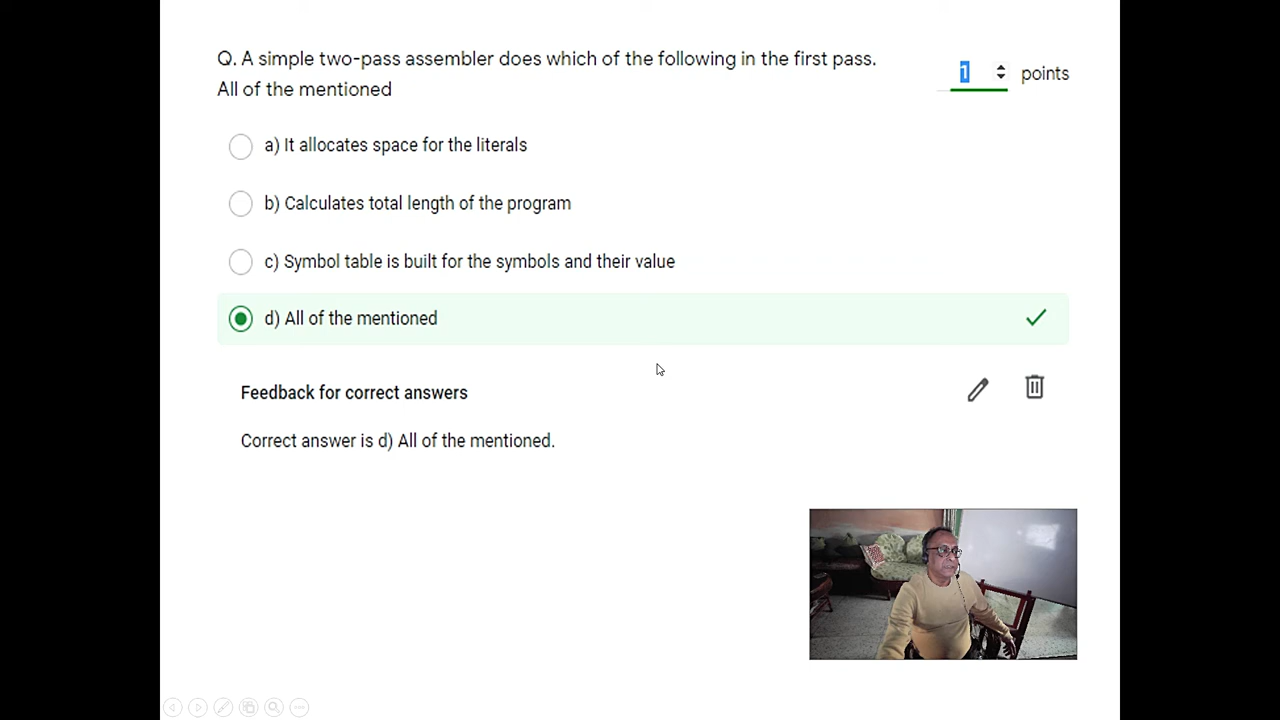 Q. A simple two-pass assembler does which of the following in the first pass.
All of the mentioned
1 points
a) It allocates space for the literals
b) Calculates total length of the program
c) Symbol table is built for the symbols and their value
d) All of the mentioned
Feedback for correct answers
Correct answer is d) All of the mentioned.